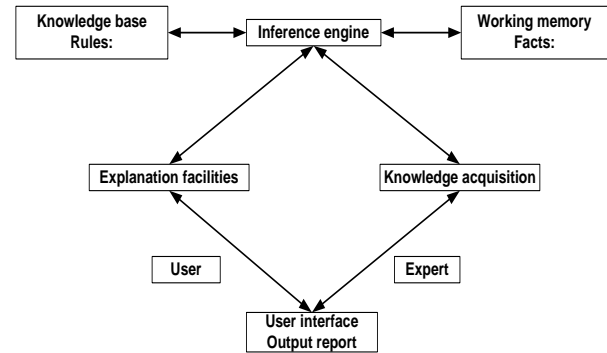 Knowledge base
Rules:
Inference engine
Working memory
Facts:
Explanation facilities
Knowledge acquisition
User
Expert
User interface
Output report